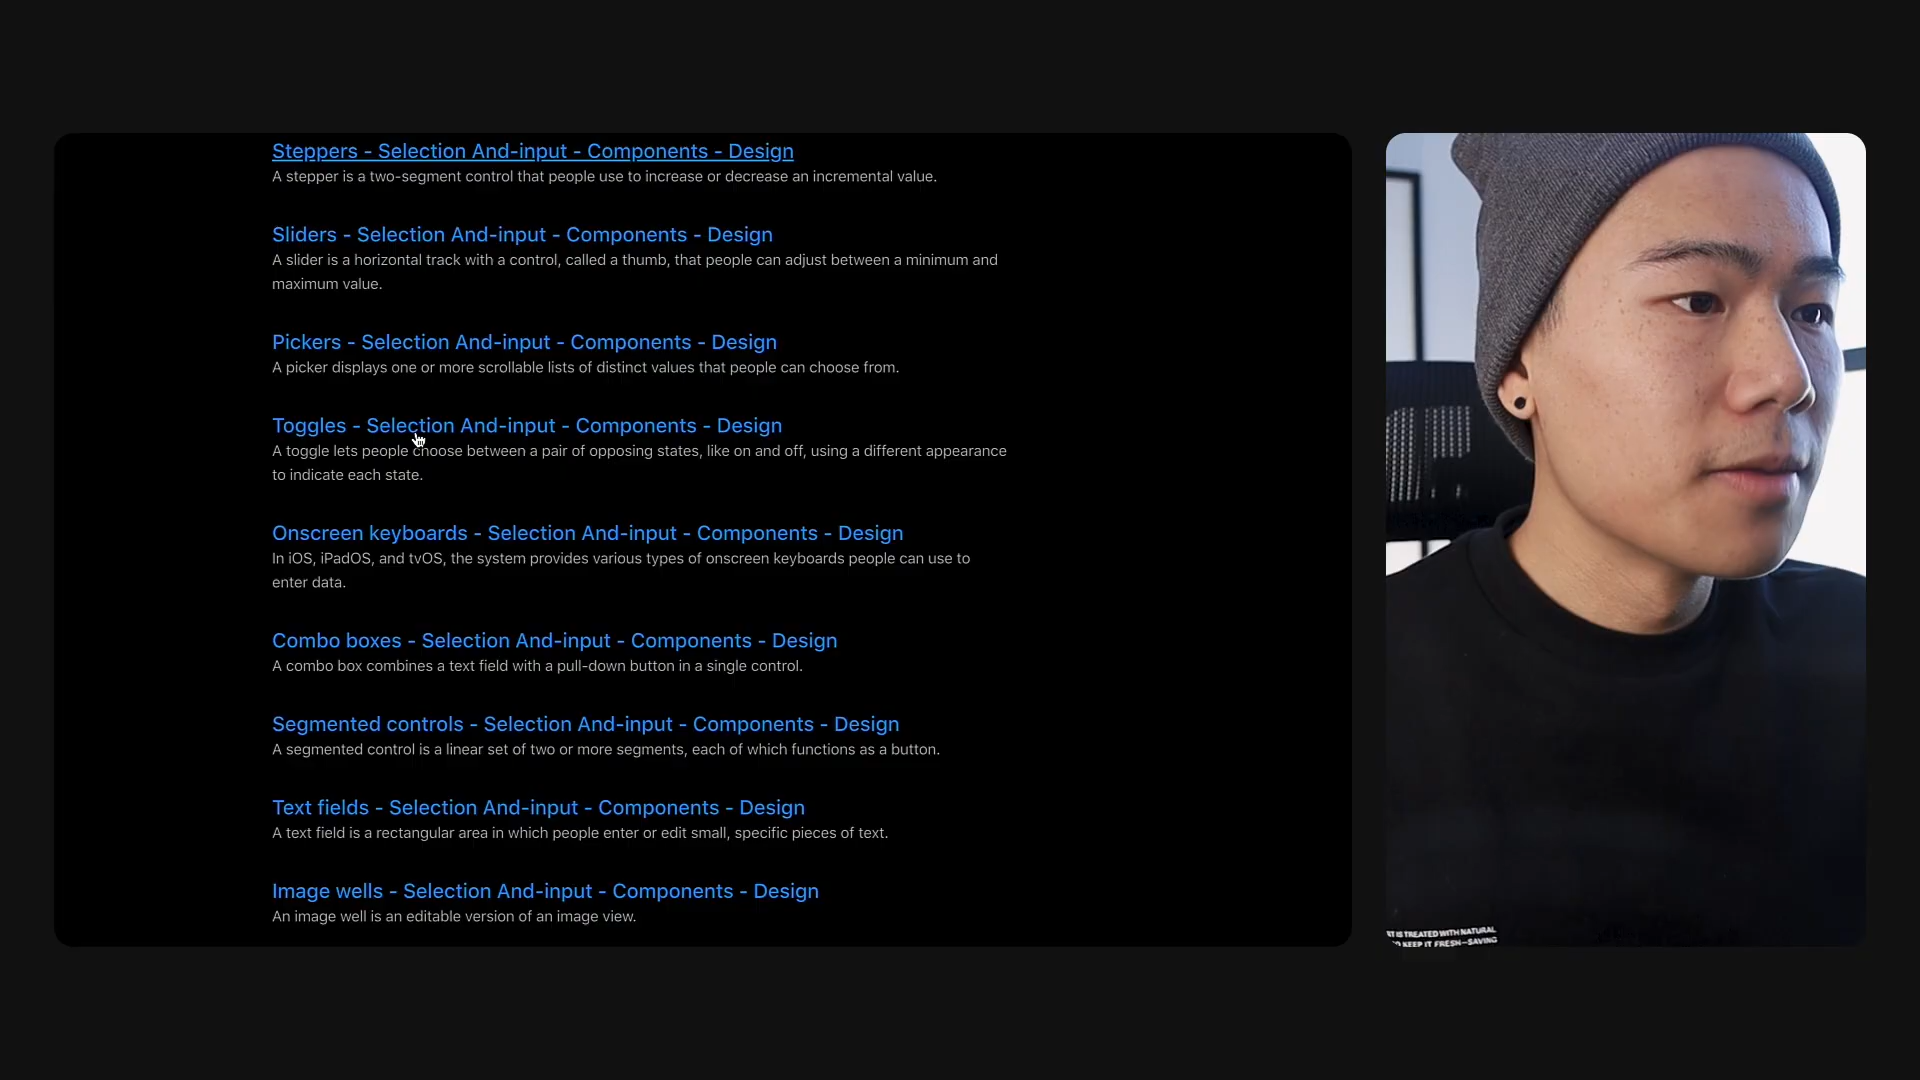 Steppers - Selection And-input - Components - Design
A stepper is a two-segment control that people use to increase or decrease an incremental value.
Sliders - Selection And-input - Components - Design
A slider is a horizontal track with a control, called a thumb, that people can adjust between a minimum and
maximum value.
Pickers - Selection And-input - Components - Design
A picker displays one or more scrollable lists of distinct values that people can choose from.
Toggles - Selection And-input - Components - Design
A toggle lets people choose between a pair of opposing states, like on and off, using a different appearance
to indicate each state.
Onscreen keyboards - Selection And-input - Components - Design
In iOS, iPadOS, and tvOS, the system provides various types of onscreen keyboards people can use to
enter data.
Combo boxes - Selection And-input - Components - Design
A combo box combines a text field with a pull-down button in a single control.
Segmented controls - Selection And-input - Components - Design
A segmented control is a linear set of two or more segments, each of which functions as a button.
Text fields - Selection And-input - Components - Design
A text field is a rectangular area in which people enter or edit small, specific pieces of text.
Image wells - Selection And-input - Components - Design
An image well is an editable version of an image view.
IS TREATED WITH NATURAL
KEEP IT FRESH—SAVING